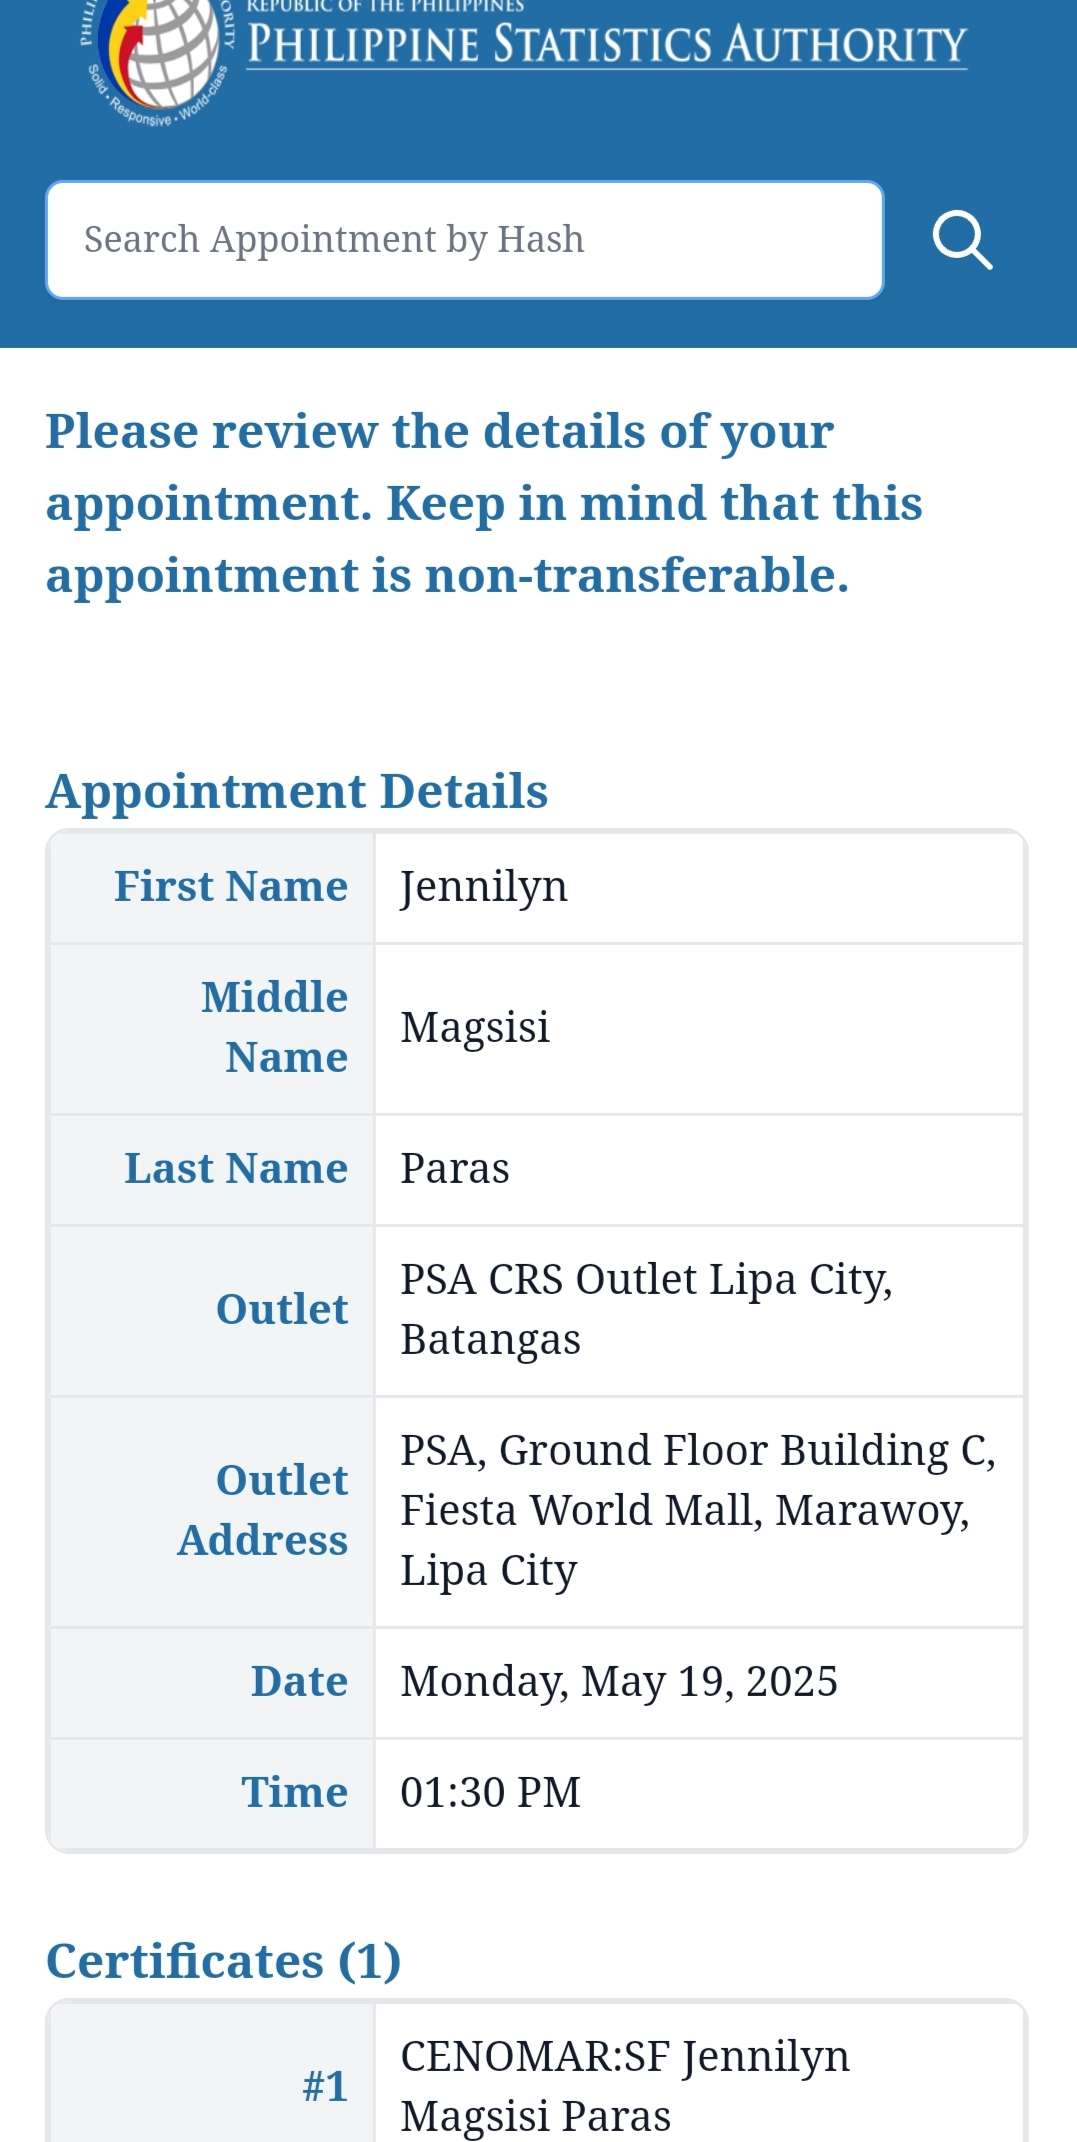 REPUBLIC OF THE PHILIPPINES
PHILIPPINE STATISTICS AUTHORITY
Solid • Responsive • World-class
Search Appointment by Hash
Please review the details of your
appointment. Keep in mind that this
appointment is non-transferable.
Appointment Details
First Name Jennilyn
Middle
Name
Magsisi
Last Name Paras
Outlet
PSA CRS Outlet Lipa City,
Batangas
Outlet
Address
PSA, Ground Floor Building C,
Fiesta World Mall, Marawoy,
Lipa City
Date Monday, May 19, 2025
Time 01:30 PM
Certificates (1)
#1
CENOMAR:SF Jennilyn
Magsisi Paras